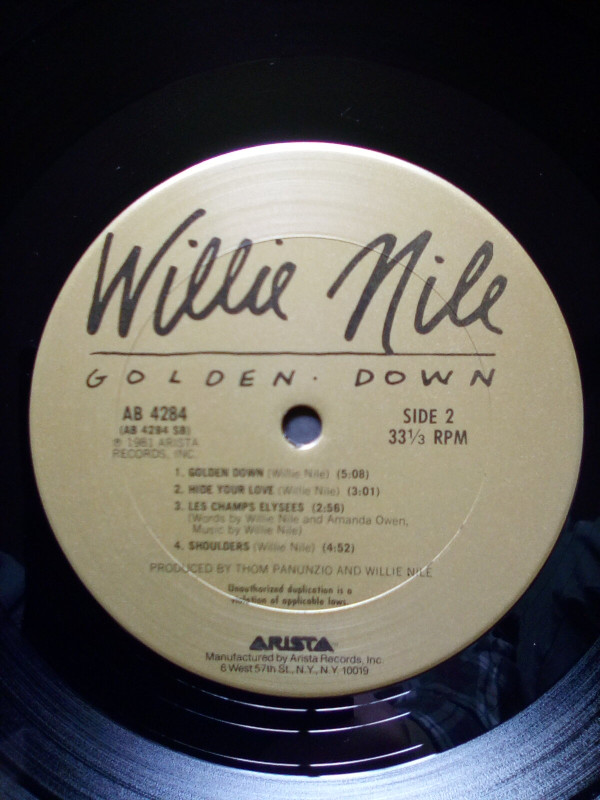 Willie Nile
GOLDEN · DOWN
AB 4284
(AB 4284 SB)
℗ 1981 ARISTA
RECORDS, INC.
SIDE 2
33 1/3 RPM
1. GOLDEN DOWN (Willie Nile) (5:08)
2. HIDE YOUR LOVE (Willie Nile) (3:01)
3. LES CHAMPS ELYSEES (2:56)
(Words by Willie Nile and Amanda Owen,
Music by Willie Nile)
4. SHOULDERS (Willie Nile) (4:52)
PRODUCED BY THOM PANUNZIO AND WILLIE NILE
Unauthorized duplication is a
violation of applicable laws.
ARISTA
Manufactured by Arista Records, Inc.
6 West 57th St., N.Y., N.Y. 10019